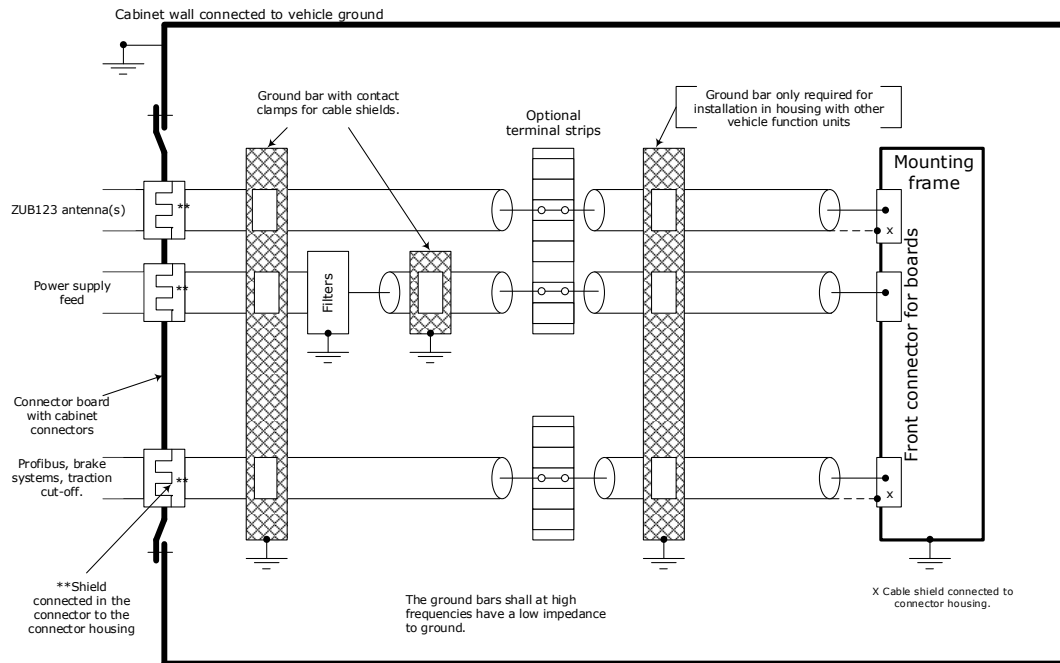 Cabinet wall connected to vehicle ground
Ground bar with contact
clamps for cable shields.
Optional
terminal strips
Ground bar only required for
installation in housing with other
vehicle function units
Mounting
frame
ZUB123 antenna(s)
**
x
Power supply
feed
**
Filters
Front connector for boards
Connector board
with cabinet
connectors
Profibus, brake
systems, traction
cut-off.
**
x
**Shield
connected in the
connector to the
connector housing
The ground bars shall at high
frequencies have a low impedance
to ground.
X Cable shield connected to
connector housing.